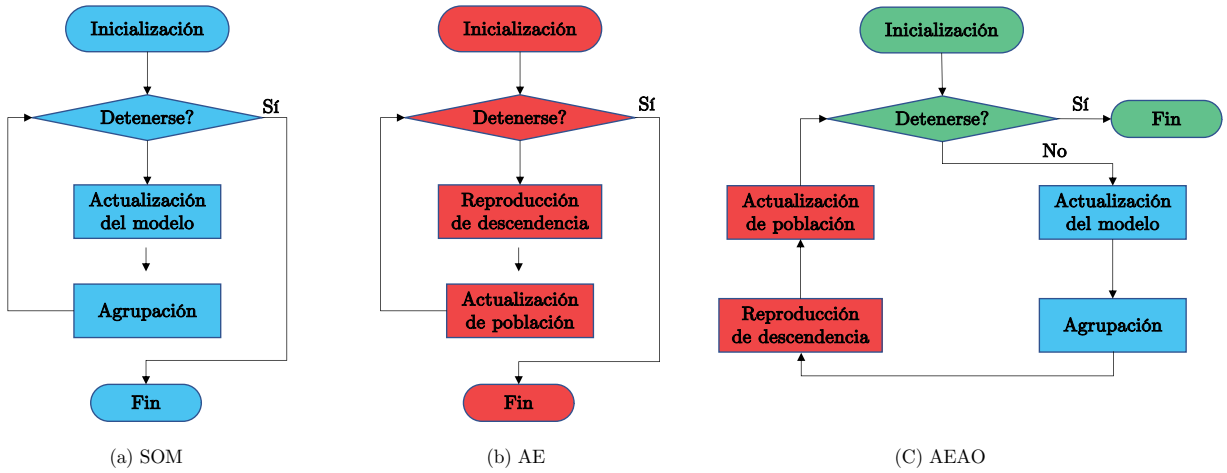 Inicialización
Detenerse?
Sí
Actualización
del modelo
Agrupación
Fin
(a) SOM
Inicialización
Detenerse?
Sí
Reproducción
de descendencia
Actualización
de población
Fin
(b) AE
Inicialización
Detenerse?
Sí
Fin
No
Actualización
de población
Actualización
del modelo
Reproducción
de descendencia
Agrupación
(C) AEAO